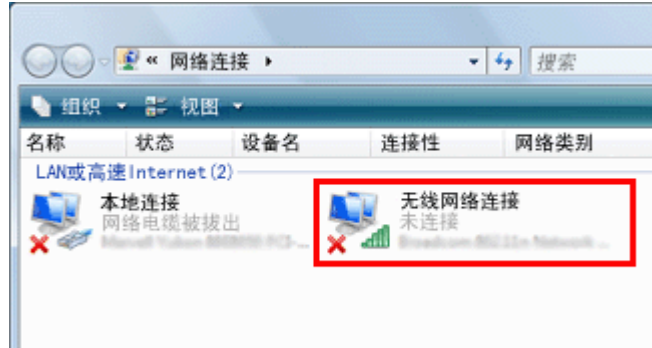 « 网络连接
搜索
组织 视图
名称 状态 设备名 连接性 网络类别
LAN或高速Internet(2)
本地连接
网络电缆被拔出
无线网络连接
未连接